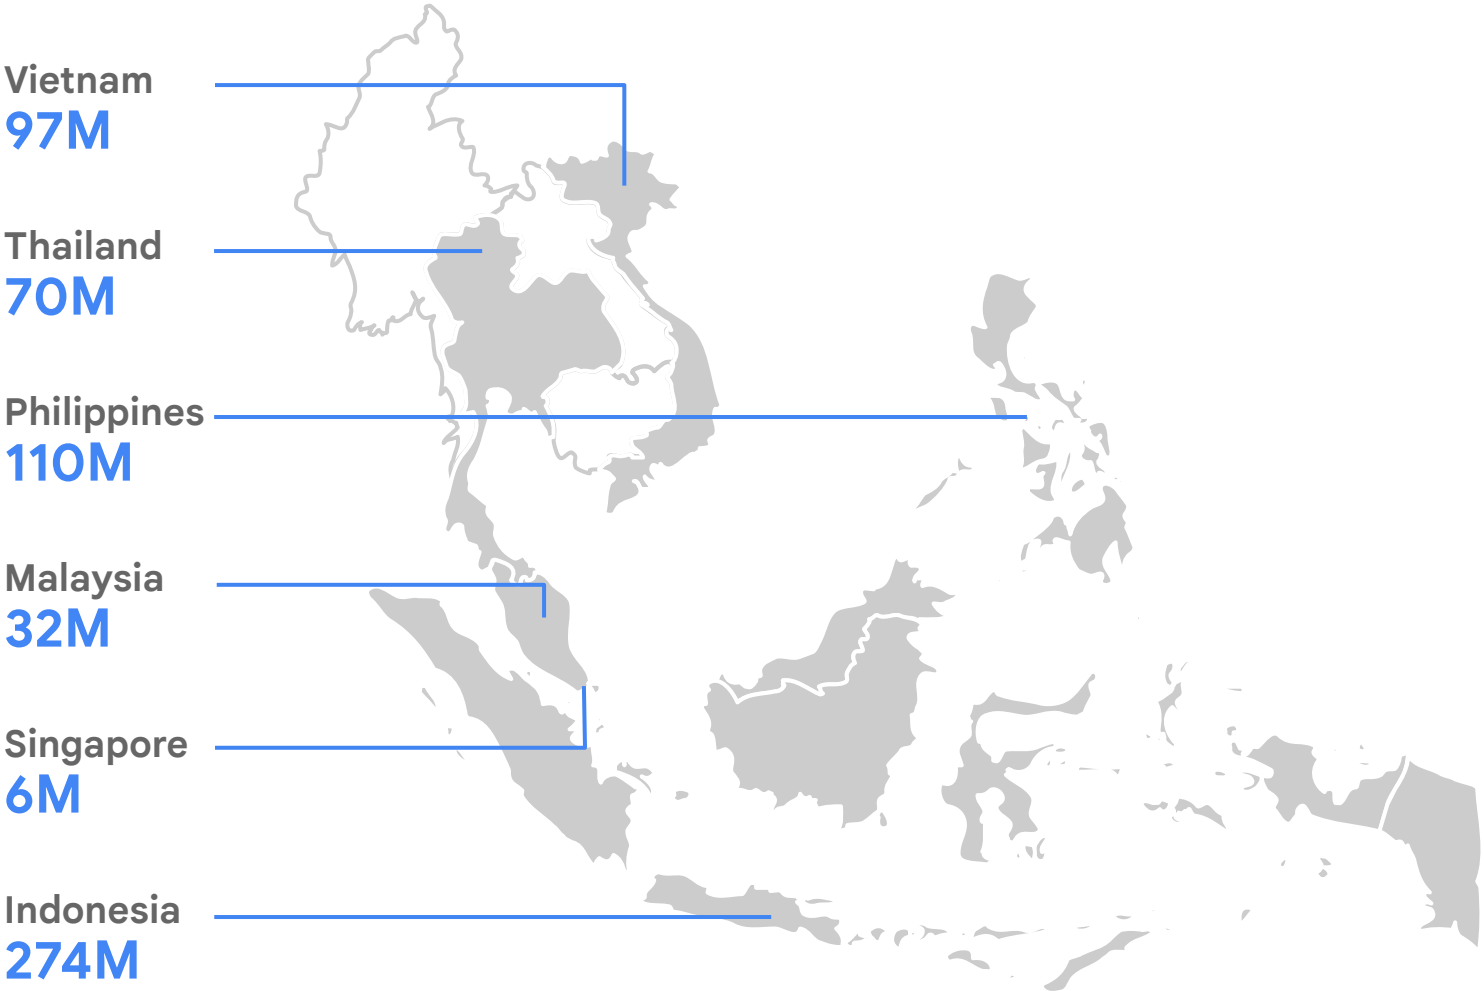 Vietnam
97M
Thailand
70M
Philippines
110M
Malaysia
32M
Singapore
6M
Indonesia
274M